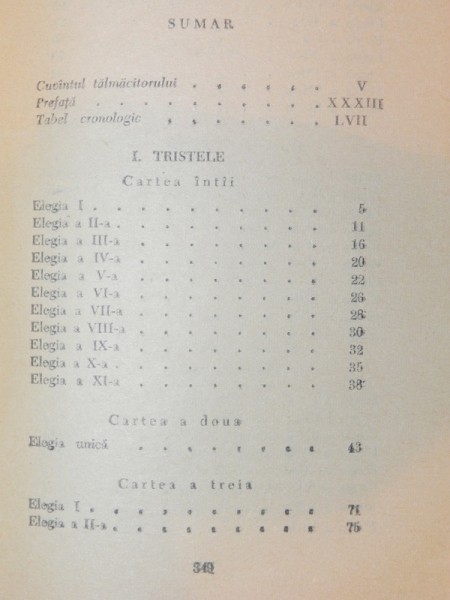 SUMAR
Cuvîntul tălmăcitorului . . . . . . V
Prefață . . . . . . . . . XXXIII
Tabel cronologic . . . . . . . LVII
I. TRISTELE
Cartea întîi
Elegia I . . . . . . . . . . 5
Elegia a II-a . . . . . . . . . 11
Elegia a III-a . . . . . . . . 16
Elegia a IV-a . . . . . . . . 20
Elegia a V-a . . . . . . . . 22
Elegia a VI-a . . . . . . . . 26
Elegia a VII-a . . . . . . . . 28
Elegia a VIII-a . . . . . . . . 30
Elegia a IX-a . . . . . . . . 32
Elegia a X-a . . . . . . . . . 35
Elegia a XI-a . . . . . . . . 38
Cartea a doua
Elegia unică . . . . . . . . 43
Cartea a treia
Elegia I . . . . . . . . . . 71
Elegia a II-a . . . . . . . . . 75